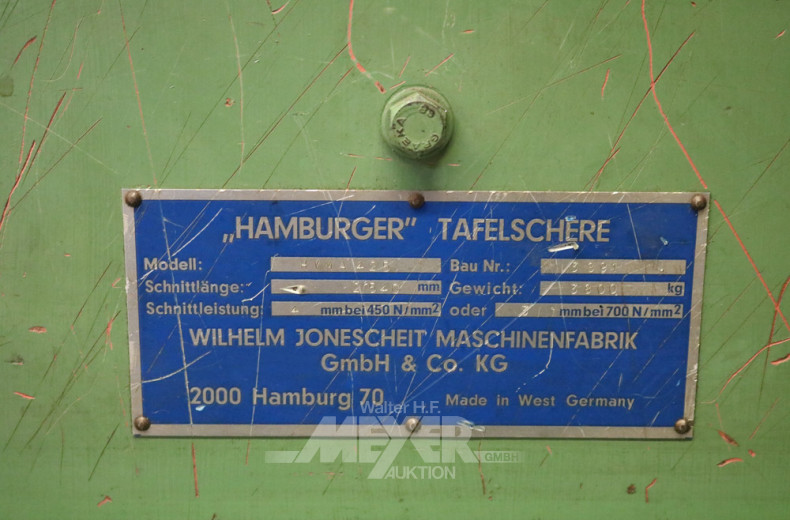 „HAMBURGER” TAFELSCHERE
Modell: Bau Nr.:
Schnittlänge: mm Gewicht: kg
Schnittleistung: mm bei 450 N/mm² oder mm bei 700 N/mm²
WILHELM JONESCHEIT MASCHINENFABRIK
GmbH & Co. KG
2000 Hamburg 70 Made in West Germany
Walter H.F.
MEYER
GMBH
AUKTION